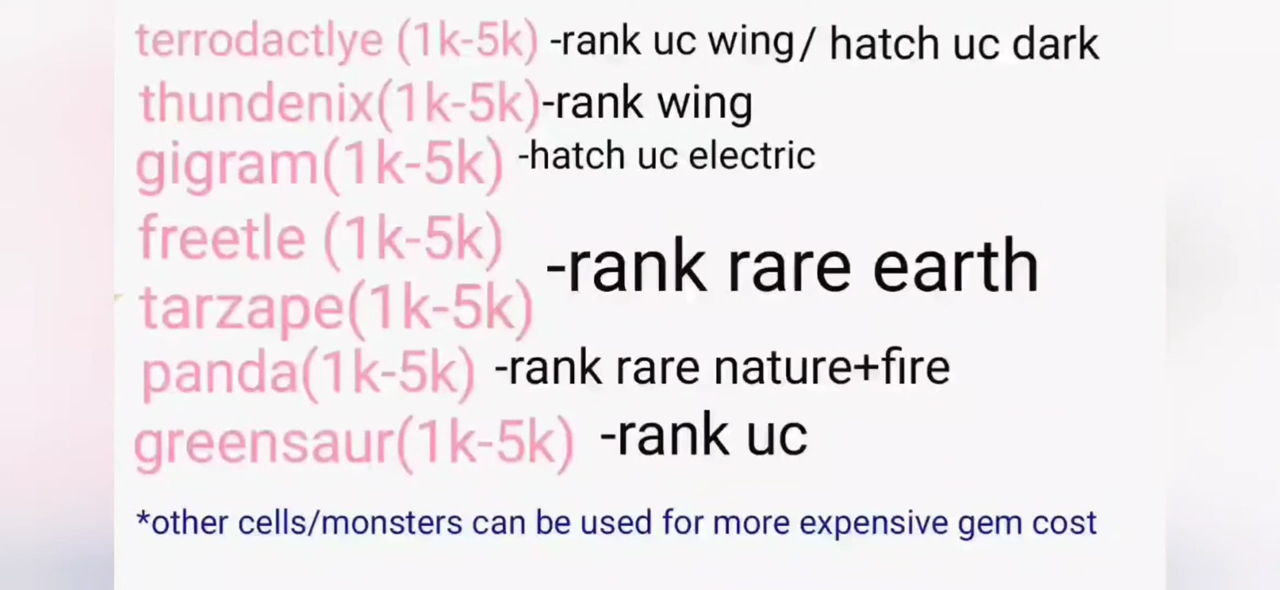 terrodactlye (1k-5k) -rank uc wing/ hatch uc dark
thundenix(1k-5k)-rank wing
gigram(1k-5k) -hatch uc electric
freetle (1k-5k)
-rank rare earth
tarzape(1k-5k)
panda(1k-5k) -rank rare nature+fire
greensaur(1k-5k) -rank uc
*other cells/monsters can be used for more expensive gem cost